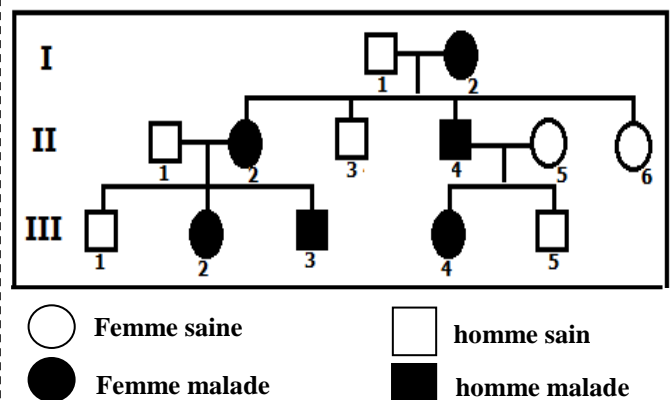 I
1 2
II
1 2 3 4 5 6
III
1 2 3 4 5
Femme saine homme sain
Femme malade homme malade